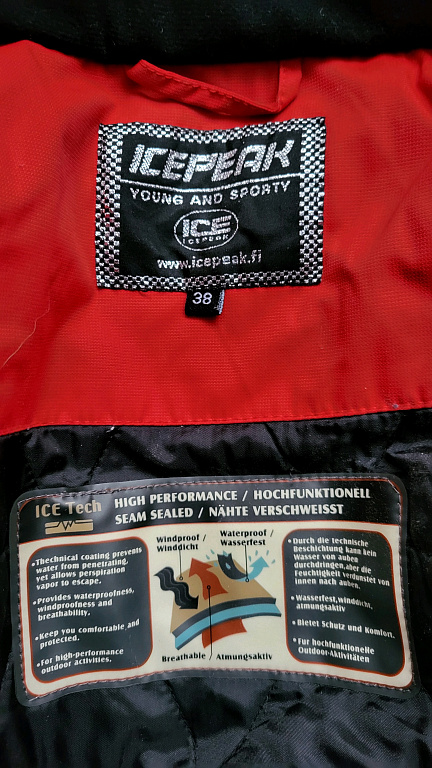 ICEPEAK
YOUNG AND SPORTY
ICE
ICEPEAK
www.icepeak.fi
38
ICE Tech
HIGH PERFORMANCE / HOCHFUNKTIONELL
SEAM SEALED / NÄHTE VERSCHWEISST
•Thechnical coating prevents
water from penetrating,
yet allows perspiration
vapor to escape.
•Provides waterproofness,
windproofness and
breathability.
•Keep you comfortable and
protected.
•For high-performance
outdoor activities.
Windproof /
Winddicht
Waterproof /
Wasserfest
Breathable / Atmungsaktiv
•Durch die technische
Beschichtung kann kein
Wasser von auben
durchdringen,aber die
Feuchtigkeit verdunstet von
innen nach auben.
•Wasserfest,winddicht,
atmungsaktiv
•Bietet Schutz und Komfort.
•Für hochfunktionelle
Outdoor-Aktivitäten